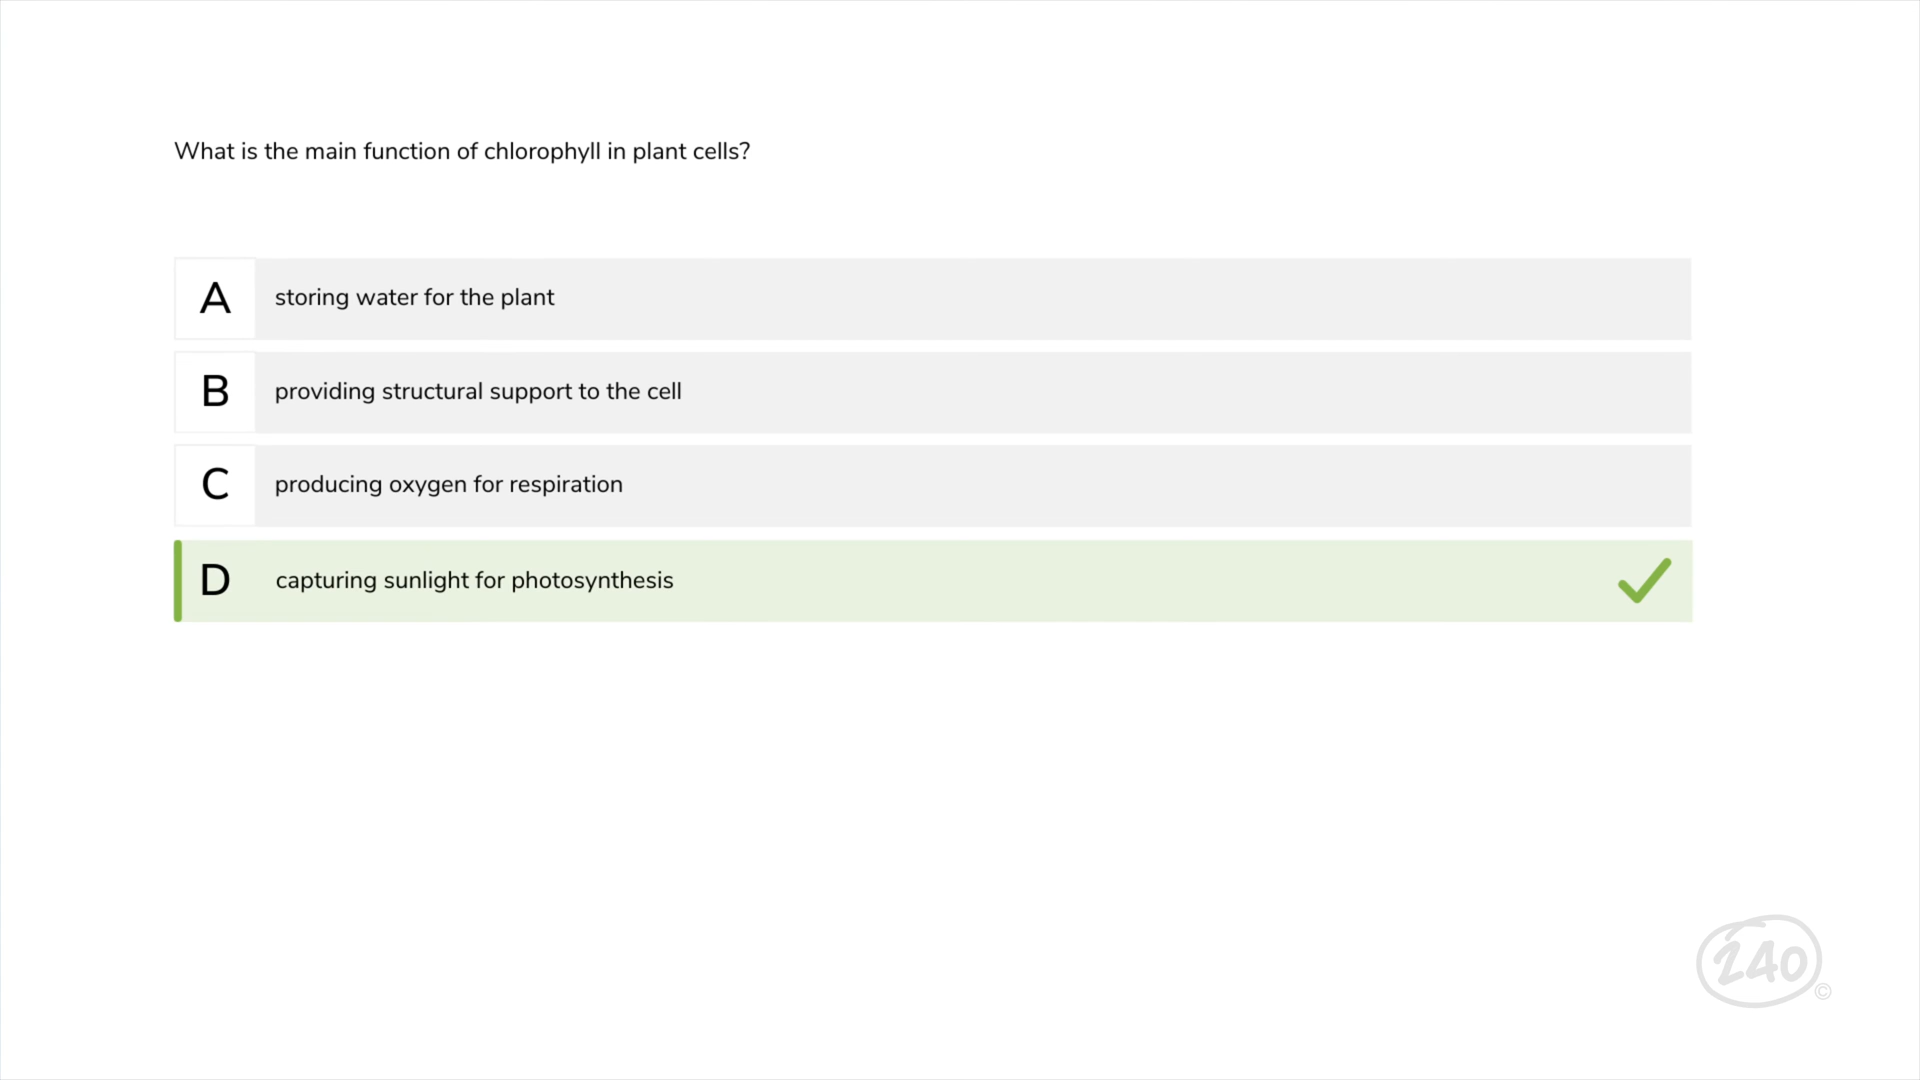 What is the main function of chlorophyll in plant cells?
A storing water for the plant
B providing structural support to the cell
C producing oxygen for respiration
D capturing sunlight for photosynthesis
240
©